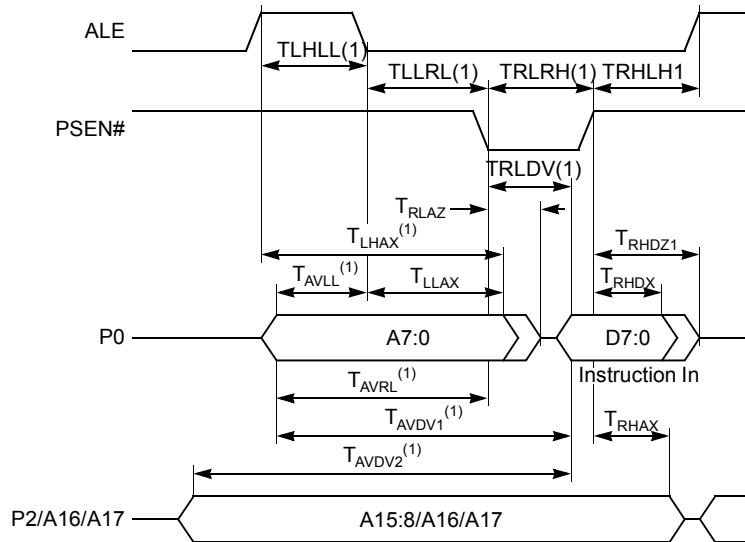 ALE
TLHLL(1)
TLLRL(1) TRLRH(1) TRHLH1
PSEN#
TRLDV(1)
TRLAZ
TLHAX(1)
TRHDZ1
TAVLL(1) TLLAX TRHDX
P0 A7:0 D7:0
Instruction In
TAVRL(1)
TAVDV1(1)
TRHAX
TAVDV2(1)
P2/A16/A17 A15:8/A16/A17